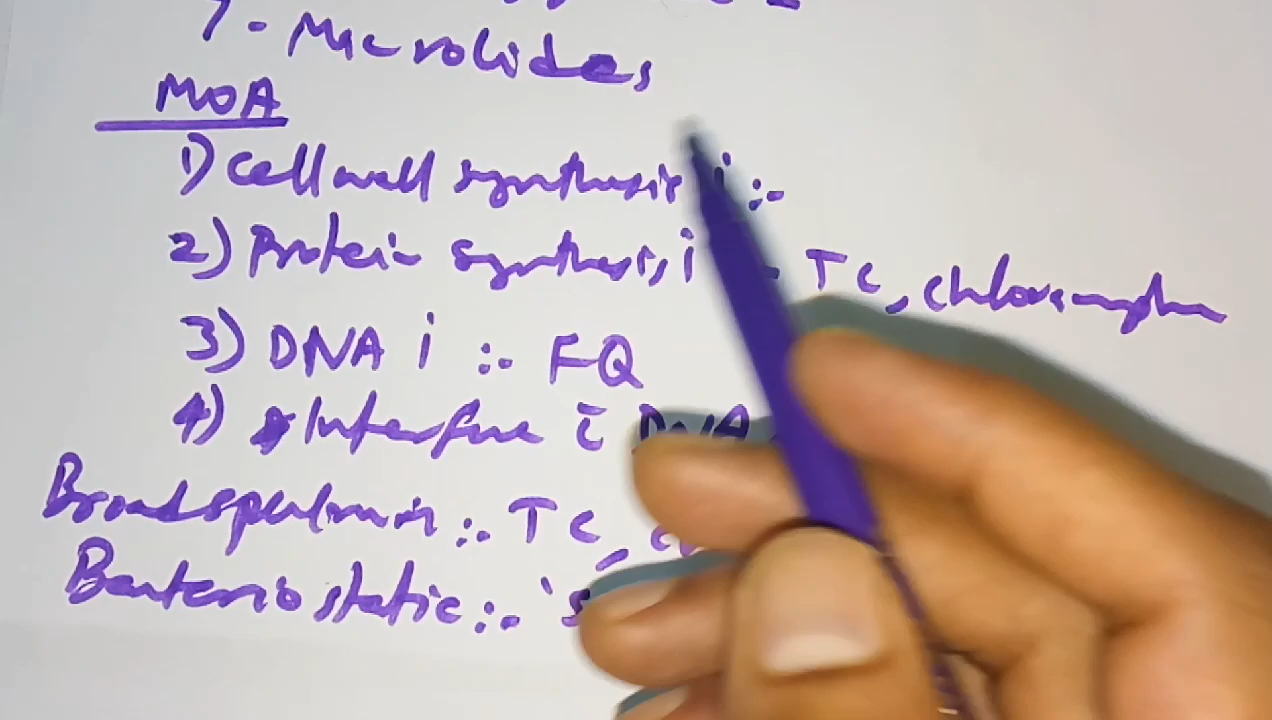 7. Macrolides
MOA
1) Cell wall synthesis i :-
2) Protein synthesis i - TC, chloramphe
3) DNA i :- FQ
4) Interfere c̄ DNA
Broadspectrum :- TC, c
Bacteriostatic :- 's